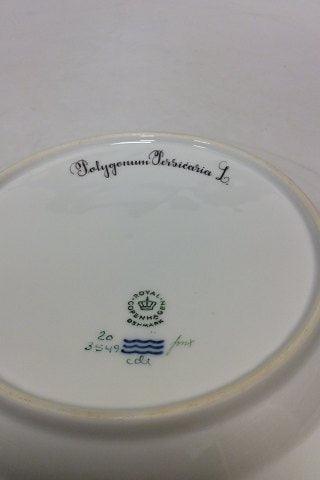 Polygonum Persicaria L
ROYAL
COPENHAGEN
DENMARK
20
3549